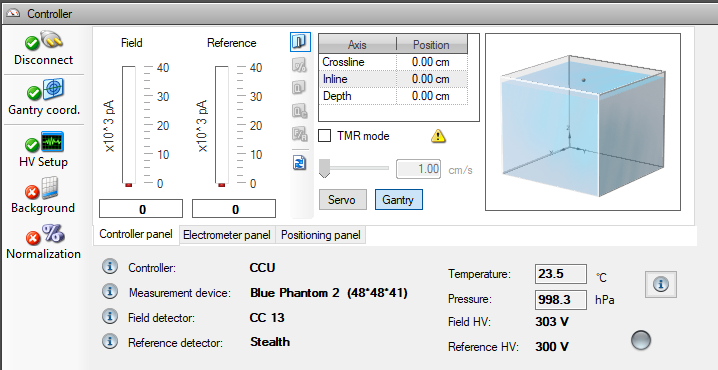 Controller
Disconnect
Gantry coord.
HV Setup
Background
Normalization
Field
Reference
x10^3 pA
40
30
20
10
0
0
x10^3 pA
40
30
20
10
0
0
Axis Position
Crossline 0.00 cm
Inline 0.00 cm
Depth 0.00 cm
TMR mode
1.00 cm/s
Servo Gantry
Z
X Y
Controller panel Electrometer panel Positioning panel
Controller: CCU
Measurement device: Blue Phantom 2 (48*48*41)
Field detector: CC 13
Reference detector: Stealth
Temperature: 23.5 °C
Pressure: 998.3 hPa
Field HV: 303 V
Reference HV: 300 V